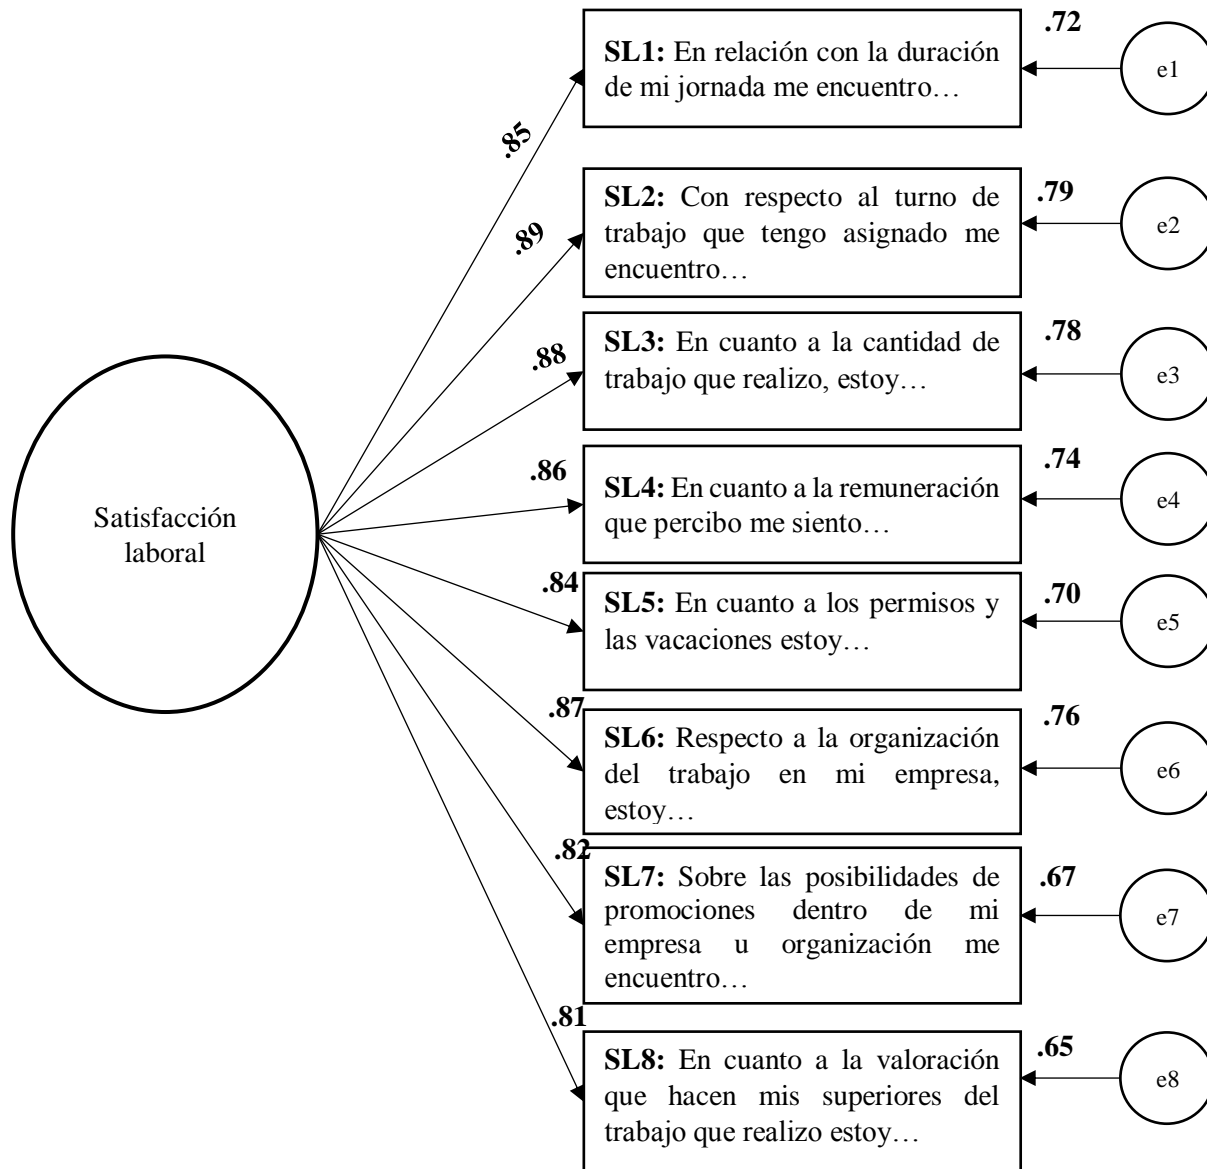 .72
SL1: En relación con la duración
de mi jornada me encuentro…
e1
.85
.79
SL2: Con respecto al turno de
trabajo que tengo asignado me
encuentro…
e2
.89
.78
SL3: En cuanto a la cantidad de
trabajo que realizo, estoy…
e3
.88
.74
SL4: En cuanto a la remuneración
que percibo me siento…
e4
.86
Satisfacción
laboral
.70
SL5: En cuanto a los permisos y
las vacaciones estoy…
e5
.84
.76
SL6: Respecto a la organización
del trabajo en mi empresa,
estoy…
e6
.87
.67
SL7: Sobre las posibilidades de
promociones dentro de mi
empresa u organización me
encuentro…
e7
.82
.65
SL8: En cuanto a la valoración
que hacen mis superiores del
trabajo que realizo estoy…
e8
.81